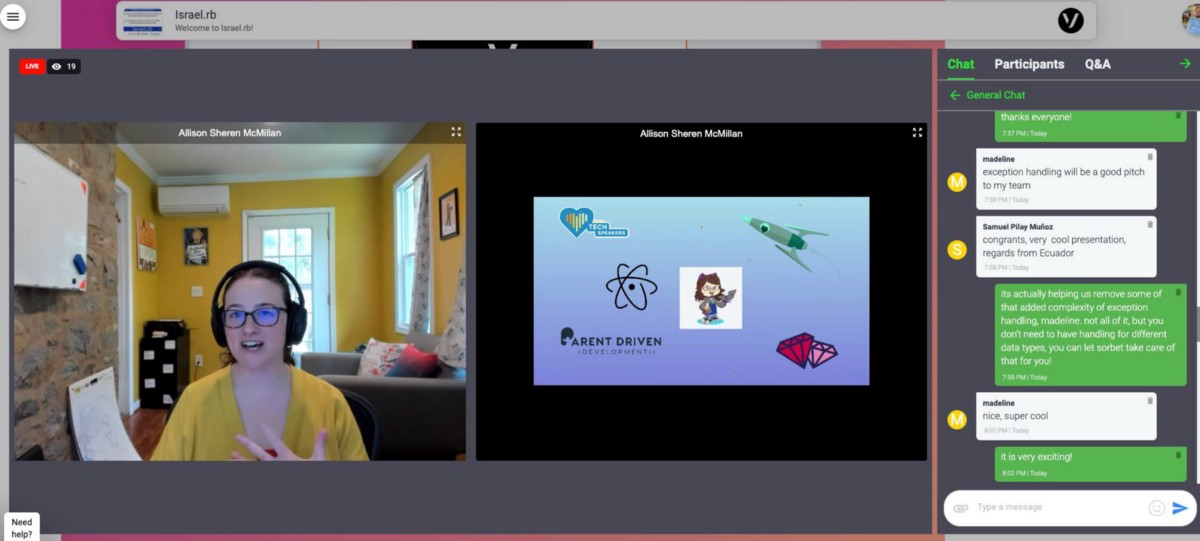 Israel.rb
Welcome to Israel.rb!
LIVE 19
Allison Sheren McMillan
Allison Sheren McMillan
TECH
SPEAKERS
PARENT DRIVEN
<DEVELOPMENT/>
Need
help?
Chat Participants Q&A
General Chat
thanks everyone!
7:57 PM | Today
M
madeline
exception handling will be a good pitch
to my team
7:58 PM | Today
S
Samuel Pilay Muñoz
congrants, very cool presentation,
regards from Ecuador
7:58 PM | Today
its actually helping us remove some of
that added complexity of exception
handling, madeline. not all of it, but you
don't need to have handling for different
data types, you can let sorbet take care of
that for you!
7:59 PM | Today
M
madeline
nice, super cool
8:00 PM | Today
it is very exciting!
8:02 PM | Today
Type a message